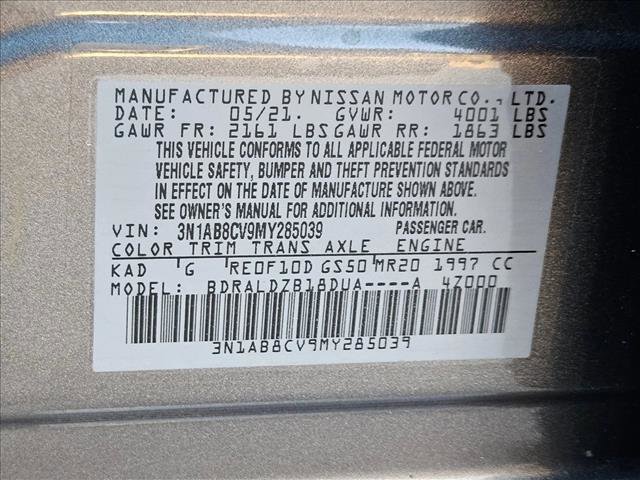 MANUFACTURED BY NISSAN MOTOR CO., LTD.
DATE: 05/21. GVWR: 4001 LBS
GAWR FR: 2161 LBS GAWR RR: 1863 LBS
THIS VEHICLE CONFORMS TO ALL APPLICABLE FEDERAL MOTOR
VEHICLE SAFETY, BUMPER AND THEFT PREVENTION STANDARDS
IN EFFECT ON THE DATE OF MANUFACTURE SHOWN ABOVE.
SEE OWNER'S MANUAL FOR ADDITIONAL INFORMATION.
VIN: 3N1AB8CV9MY285039 PASSENGER CAR.
COLOR TRIM TRANS AXLE ENGINE
KAD G RE0F10D GS50 MR20 1997 CC
MODEL: BDRALDZB18DUA----A 4Z000
3N1AB8CV9MY285039